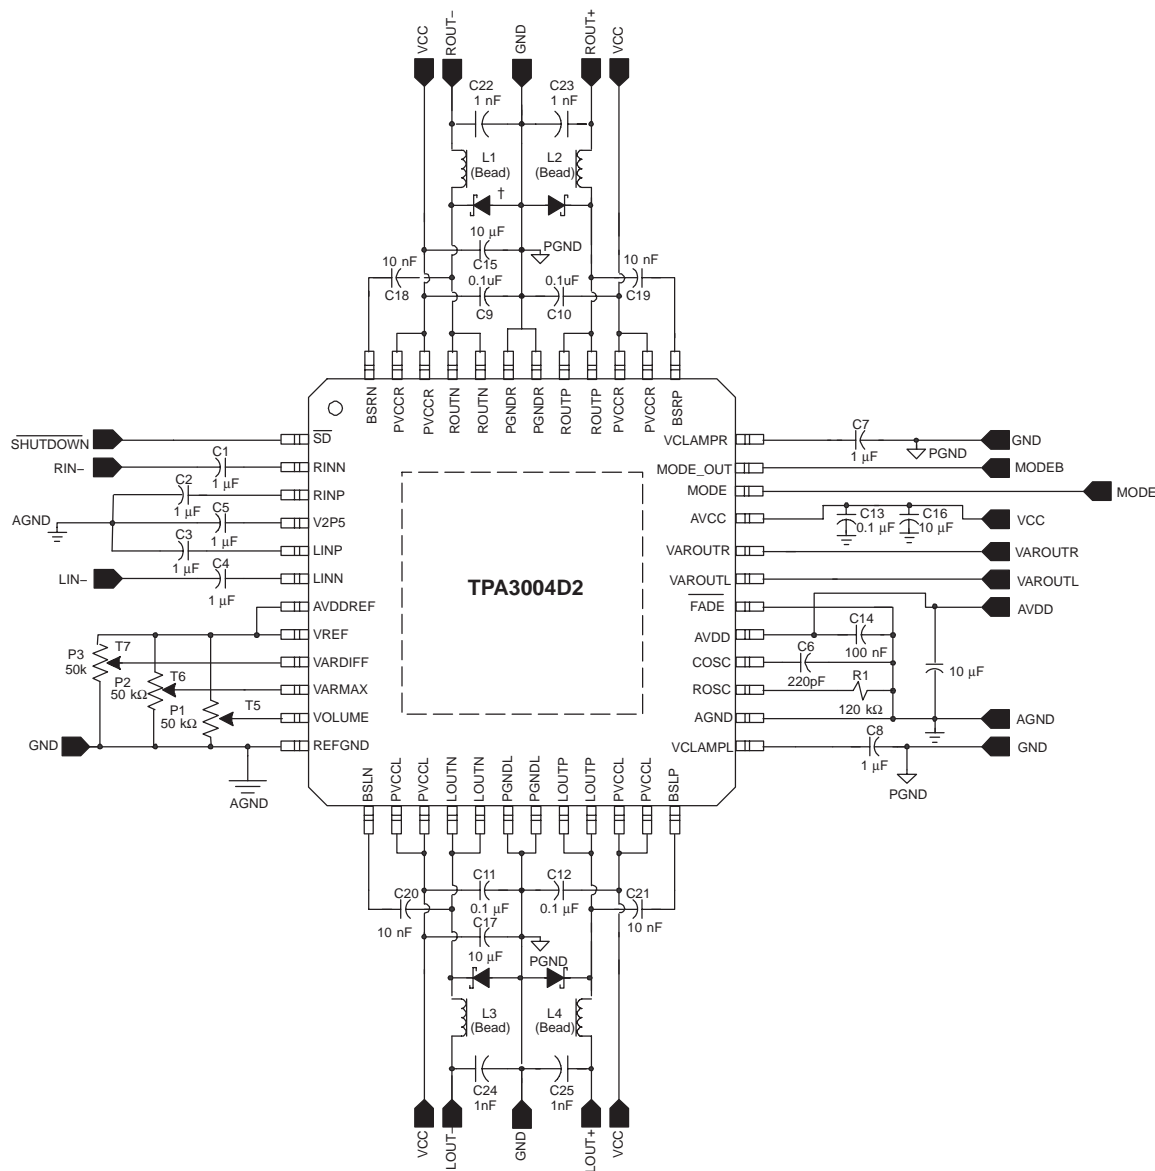 VCC
ROUT–
GND
ROUT+
VCC
C22
1 nF
C23
1 nF
L1
(Bead)
L2
(Bead)
†
10 µF
C15
PGND
10 nF
C18
0.1uF
C9
0.1uF
C10
10 nF
C19
BSRN
PVCCR
PVCCR
ROUTN
ROUTN
PGNDR
PGNDR
ROUTP
ROUTP
PVCCR
PVCCR
BSRP
SHUTDOWN
RIN–
AGND
LIN–
C1
1 µF
C2
1 µF
C5
1 µF
C3
1 µF
C4
1 µF
P3
50k
T7
P2
50 kΩ
T6
P1
50 kΩ
T5
GND
AGND
SD
RINN
RINP
V2P5
LINP
LINN
AVDDREF
VREF
VARDIFF
VARMAX
VOLUME
REFGND
TPA3004D2
VCLAMPR
MODE_OUT
MODE
AVCC
VAROUTR
VAROUTL
FADE
AVDD
COSC
ROSC
AGND
VCLAMPL
C7
1 µF
PGND
GND
MODEB
MODE
C13
0.1 µF
C16
10 µF
VCC
VAROUTR
VAROUTL
AVDD
C14
100 nF
C6
220pF
10 µF
R1
120 kΩ
AGND
C8
1 µF
GND
PGND
BSLN
PVCCL
PVCCL
LOUTN
LOUTN
PGNDL
PGNDL
LOUTP
LOUTP
PVCCL
PVCCL
BSLP
C20
10 nF
C11
0.1 µF
C12
0.1 µF
C21
10 nF
C17
10 µF
PGND
L3
(Bead)
L4
(Bead)
C24
1nF
C25
1nF
VCC
LOUT–
GND
LOUT+
VCC